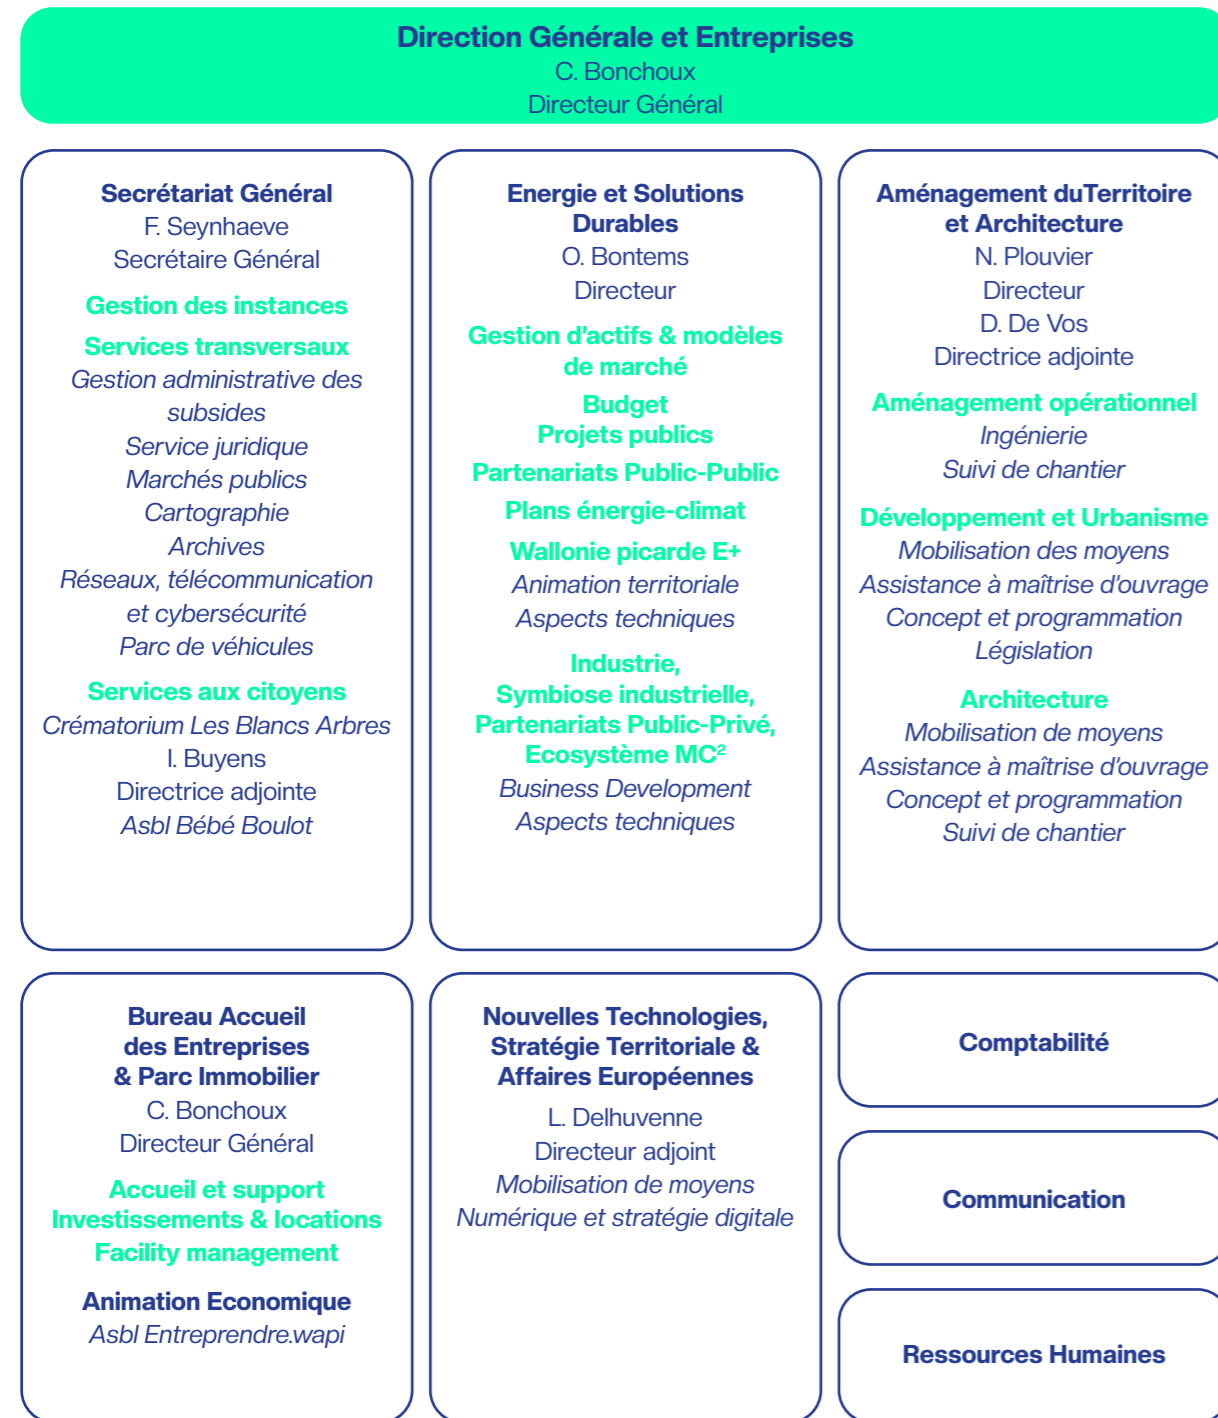 Direction Générale et Entreprises
C. Bonchoux
Directeur Général
Secrétariat Général
F. Seynhaeve
Secrétaire Général
Gestion des instances
Services transversaux
Gestion administrative des
subsides
Service juridique
Marchés publics
Cartographie
Archives
Réseaux, télécommunication
et cybersécurité
Parc de véhicules
Services aux citoyens
Crématorium Les Blancs Arbres
I. Buyens
Directrice adjointe
Asbl Bébé Boulot
Energie et Solutions
Durables
O. Bontems
Directeur
Gestion d'actifs & modèles
de marché
Budget
Projets publics
Partenariats Public-Public
Plans énergie-climat
Wallonie picarde E+
Animation territoriale
Aspects techniques
Industrie,
Symbiose industrielle,
Partenariats Public-Privé,
Ecosystème MC²
Business Development
Aspects techniques
Aménagement duTerritoire
et Architecture
N. Plouvier
Directeur
D. De Vos
Directrice adjointe
Aménagement opérationnel
Ingénierie
Suivi de chantier
Développement et Urbanisme
Mobilisation des moyens
Assistance à maîtrise d'ouvrage
Concept et programmation
Législation
Architecture
Mobilisation de moyens
Assistance à maîtrise d'ouvrage
Concept et programmation
Suivi de chantier
Bureau Accueil
des Entreprises
& Parc Immobilier
C. Bonchoux
Directeur Général
Accueil et support
Investissements & locations
Facility management
Animation Economique
Asbl Entreprendre.wapi
Nouvelles Technologies,
Stratégie Territoriale &
Affaires Européennes
L. Delhuvenne
Directeur adjoint
Mobilisation de moyens
Numérique et stratégie digitale
Comptabilité
Communication
Ressources Humaines